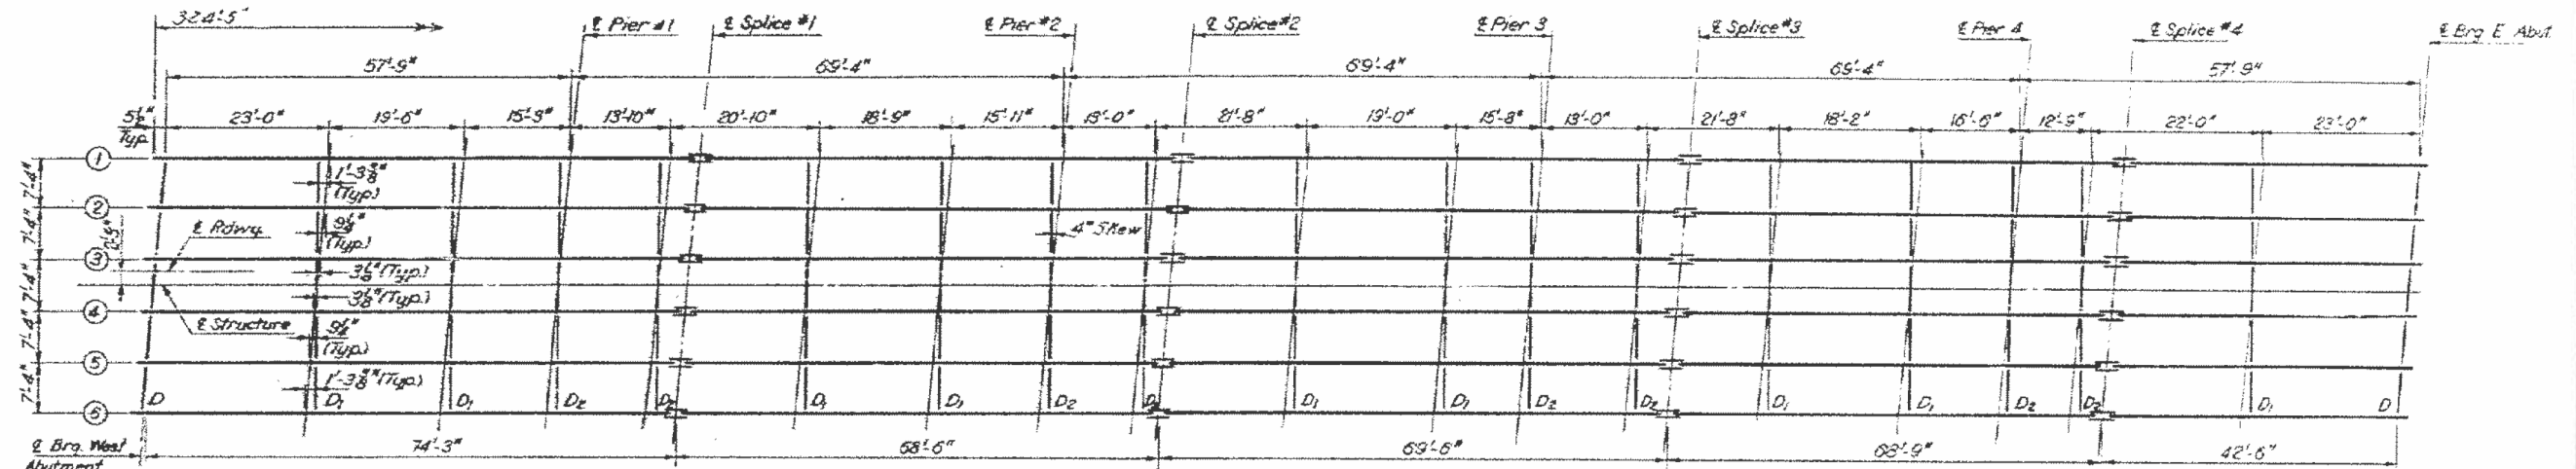 324'-5"
℄ Pier #1
℄ Splice #1
℄ Pier #2
℄ Splice #2
℄ Pier 3
℄ Splice #3
℄ Pier 4
℄ Splice #4
℄ Brg E. Abut.
57'-9"
69'-4"
69'-4"
69'-4"
57'-9"
5½" Typ.
23'-0"
19'-6"
15'-3"
13'-10"
20'-10"
18'-9"
15'-11"
13'-0"
21'-8"
19'-0"
15'-8"
13'-0"
21'-8"
18'-2"
16'-6"
12'-9"
22'-0"
23'-0"
1
2
3
4
5
6
7'-4"
7'-4"
7'-4"
7'-4"
7'-4"
1'-3⅜" (Typ.)
9¼" (Typ.)
℄ Rdwy.
3⅛" (Typ.)
3⅛" (Typ.)
℄ Structure
9¼" (Typ.)
1'-3⅜" (Typ.)
4° Skew
D
D₁
D₁
D₂
D₂
D₁
D₁
D₂
D₁
D₁
D₂
D₂
D₁
D₁
D₂
D₂
D₁
D
℄ Brg. West
Abutment
74'-3"
68'-6"
69'-6"
68'-9"
42'-6"